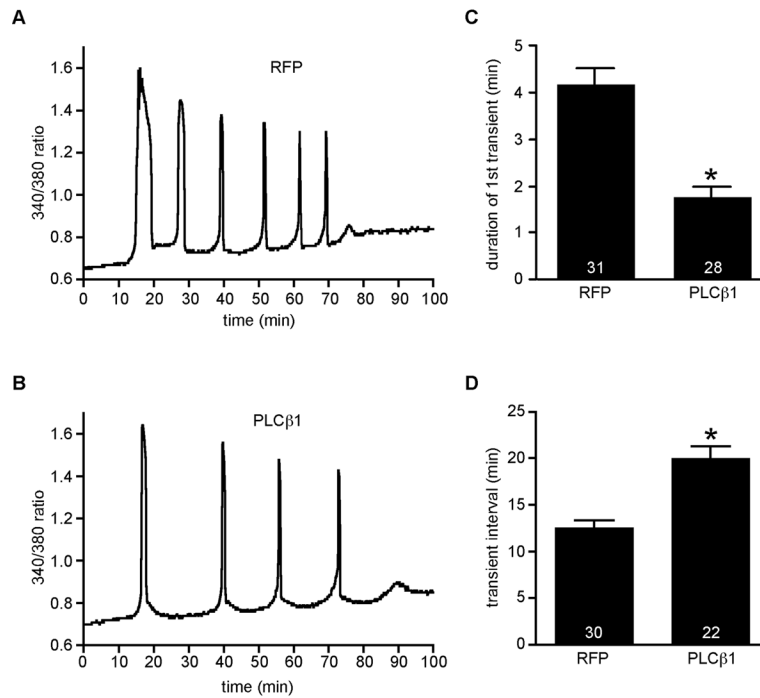 A
RFP
340/380 ratio
1.6
1.4
1.2
1.0
0.8
0.6
0 10 20 30 40 50 60 70 80 90 100
time (min)
B
PLCβ1
340/380 ratio
1.6
1.4
1.2
1.0
0.8
0.6
0 10 20 30 40 50 60 70 80 90 100
time (min)
C
duration of 1st transient (min)
5
4
3
2
1
0
*
31 28
RFP PLCβ1
D
transient interval (min)
25
20
15
10
5
0
*
30 22
RFP PLCβ1